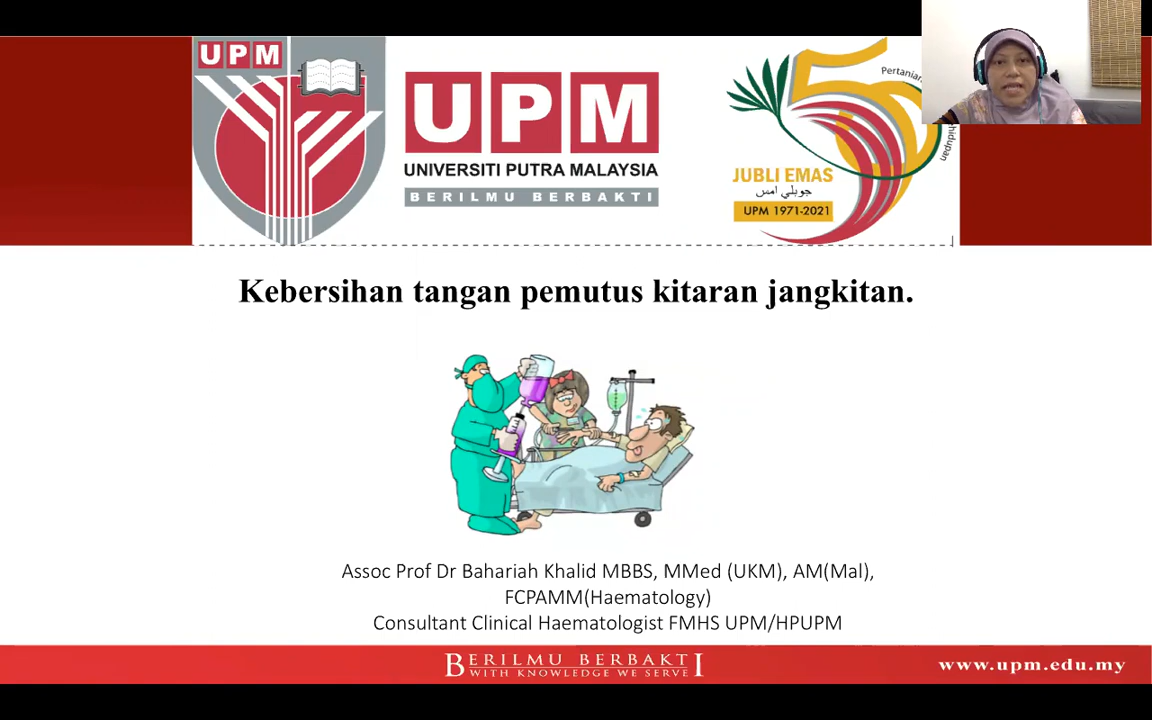 UPM
UPM
UNIVERSITI PUTRA MALAYSIA
BERILMU BERBAKTI
JUBLI EMAS
جوبلي امس
UPM 1971-2021
Kebersihan tangan pemutus kitaran jangkitan.
Assoc Prof Dr Bahariah Khalid MBBS, MMed (UKM), AM(Mal),
FCPAMM(Haematology)
Consultant Clinical Haematologist FMHS UPM/HPUPM
BERILMU BERBAKTI
WITH KNOWLEDGE WE SERVE
www.upm.edu.my